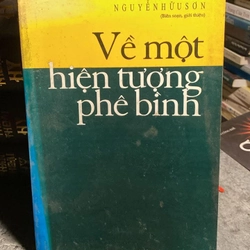 NGUYỄN HỮU SƠN
(Biên soạn, giới thiệu)
Về một
hiện tượng
phê bình